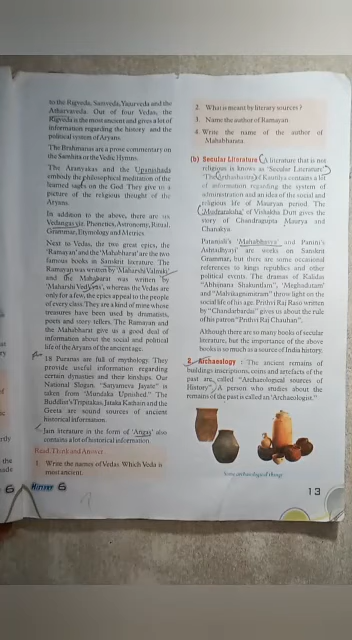 to the Rigveda, Samveda, Yajurveda and the
Atharvaveda. Out of four Vedas, the
Rigveda is the most ancient and gives a lot of
information regarding the history and the
political system of Aryans.
The Brahmanas are a prose commentary on
the Samhita or the Vedic Hymns.
The Aranyakas and the Upanishads
embody the philosophical meditation of the
learned sages on the God. They give us a
picture of the religious thought of the
Aryans.
In addition to the above, there are six
Vedangas viz. Phonetics, Astronomy, Ritual,
Grammar, Etymology and Metrics.
Next to Vedas, the two great epics, the
'Ramayan' and the 'Mahabharat' are the two
famous books in Sanskrit literature. The
Ramayan was written by 'Maharshi Valmiki'
and the Mahabharat was written by
'Maharshi Vedvyas', whereas the Vedas are
only for a few, the epics appeal to the people
of every class. They are a kind of mine whose
treasures have been used by dramatists,
poets and story tellers. The Ramayan and
the Mahabharat give us a good deal of
information about the social and political
life of the Aryans of the ancient age.
18 Puranas are full of mythology. They
provide useful information regarding
certain dynasties and their kinships. Our
National Slogan "Satyameva Jayate" is
taken from 'Mundaka Upnishad.' The
Buddhist's Tripitakas, Jataka Kathain and the
Geeta are sound sources of ancient
historical information.
Jain literature in the form of 'Angas' also
contains a lot of historical information.
Read, Think and Answer
1. Write the names of Vedas. Which Veda is
most ancient.
History 6
2. What is meant by literary sources ?
3. Name the author of Ramayan.
4. Write the name of the author of
Mahabharata.
(b) Secular Literature : A literature that is not
religious is known as 'Secular Literature'.
The 'Arthashastra' of Kautilya contains a lot
of information regarding the system of
administration and an idea of the social and
religious life of Mauryan period. The
'Mudraraksha' of Vishakha Dutt gives the
story of Chandragupta Maurya and
Chanakya.
Patanjali's 'Mahabhasya' and Panini's
'Ashtadhyayi' are works on Sanskrit
Grammar, but there are some occasional
references to kings republics and other
political events. The dramas of Kalidas
"Abhinana Shakuntlam", 'Meghadutam'
and "Malvikagnimitram" throw light on the
social life of his age. Prithvi Raj Raso written
by "Chandarbardai" gives us about the rule
of his patron "Prithvi Raj Chauhan".
Although there are so many books of secular
literature, but the importance of the above
books is so much as a source of India history.
2. Archaeology : The ancient remains of
buildings inscriptions, coins and artefacts of the
past are called "Archaeological sources of
History". A person who studies about the
remains of the past is called an 'Archaeologist.'
Some archaeological things
13